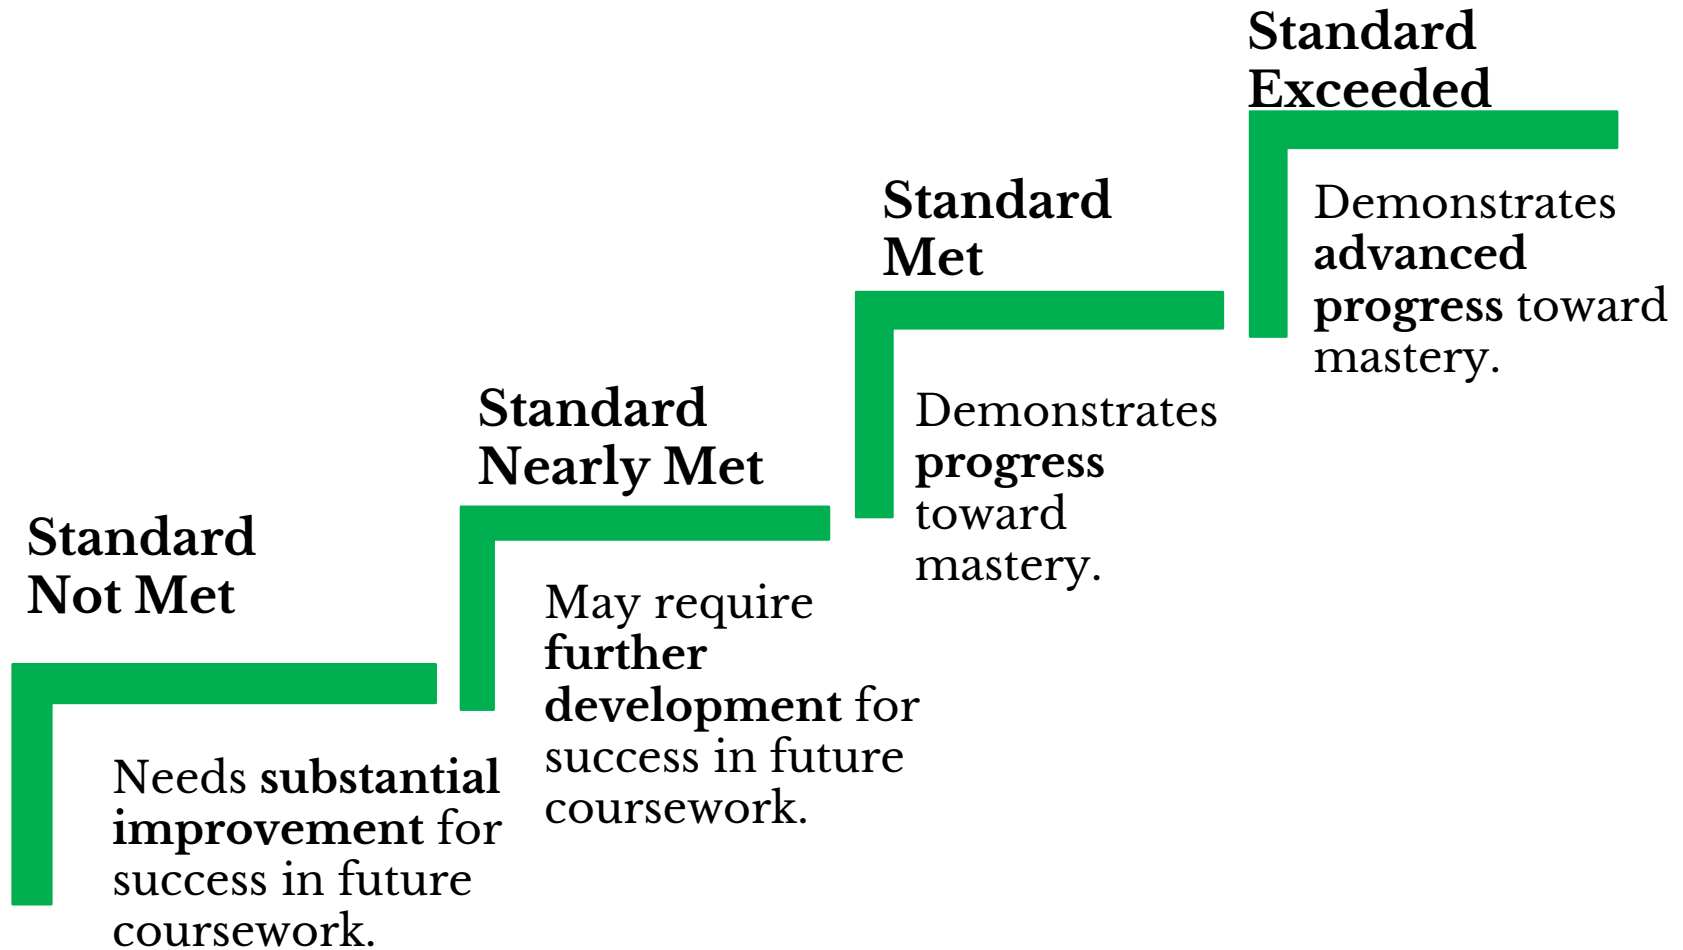 Standard
Not Met
Needs substantial
improvement for
success in future
coursework.
Standard
Nearly Met
May require
further
development for
success in future
coursework.
Standard
Met
Demonstrates
progress
toward
mastery.
Standard
Exceeded
Demonstrates
advanced
progress toward
mastery.